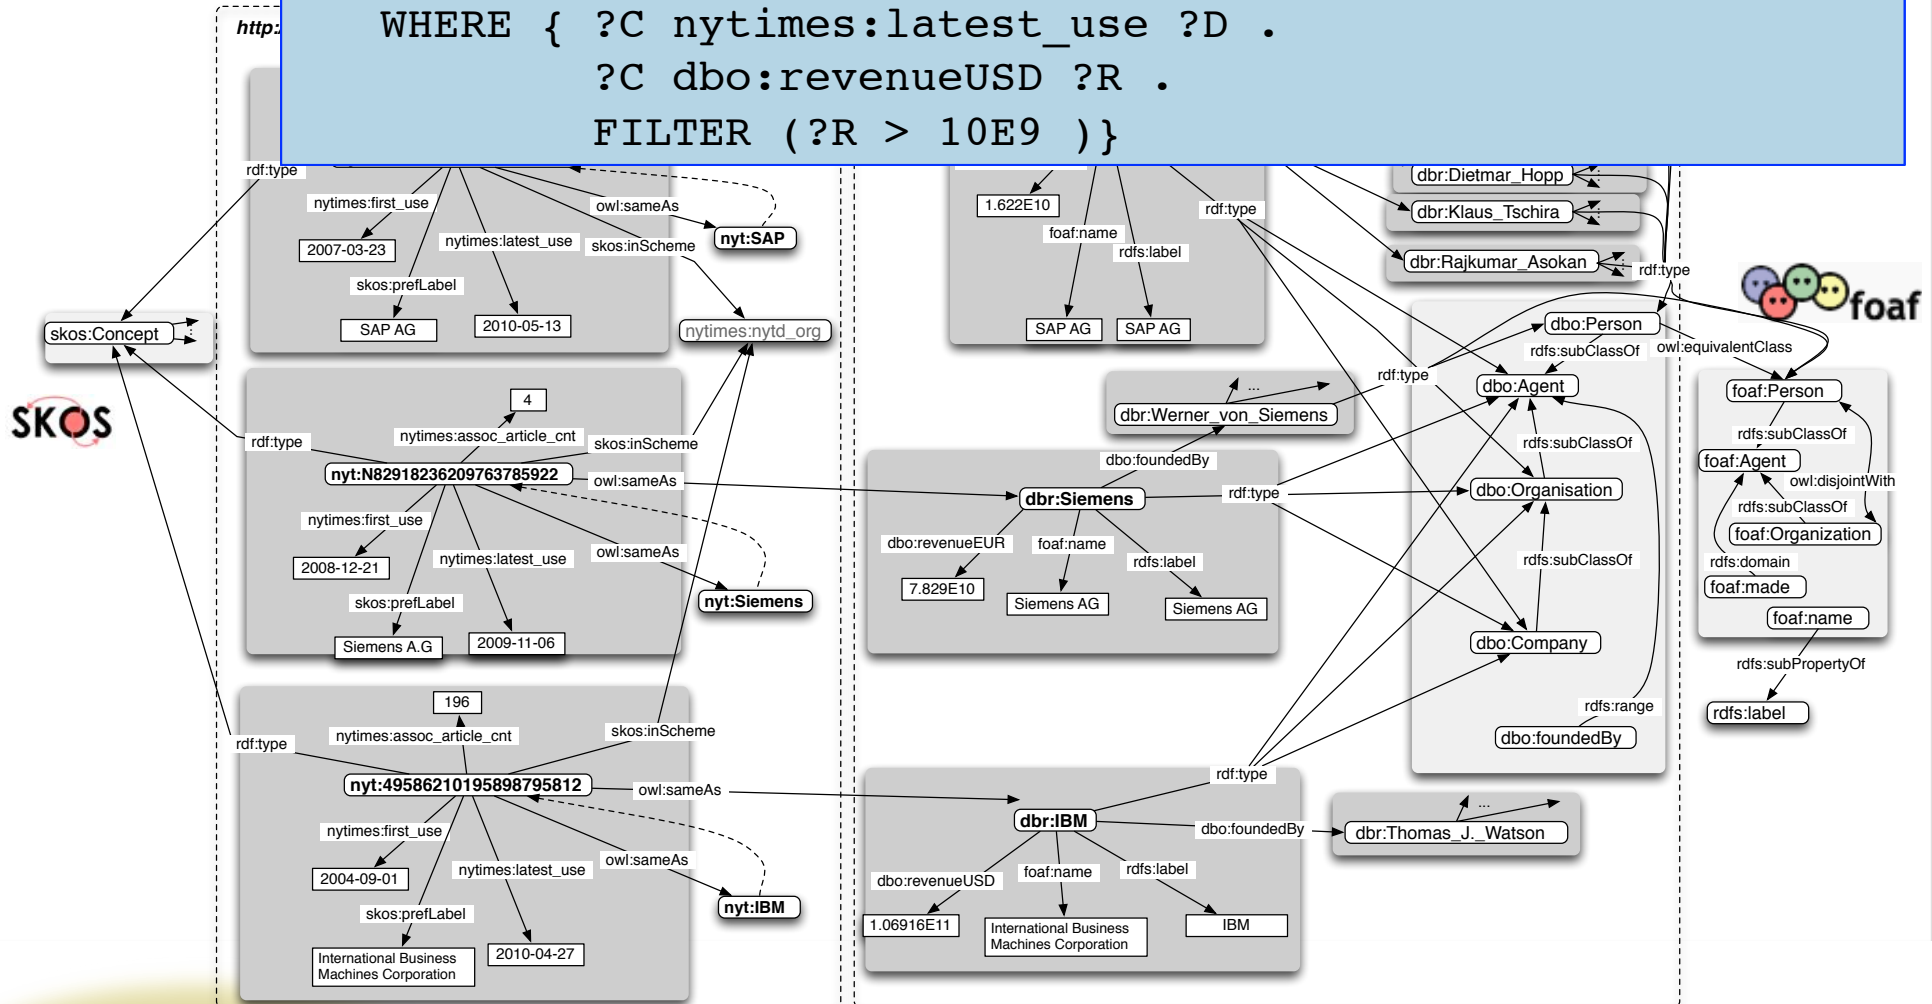 WHERE { ?C nytimes:latest_use ?D .
?C dbo:revenueUSD ?R .
FILTER (?R > 10E9 )}
http:
rdf:type
nytimes:first_use
2007-03-23
nytimes:latest_use
skos:prefLabel
SAP AG
2010-05-13
owl:sameAs
skos:inScheme
nyt:SAP
nytimes:nytd_org
skos:Concept
SKOS
4
nytimes:assoc_article_cnt
rdf:type
skos:inScheme
nyt:N82918236209763785922
owl:sameAs
nytimes:first_use
2008-12-21
nytimes:latest_use
owl:sameAs
skos:prefLabel
Siemens A.G
2009-11-06
nyt:Siemens
196
nytimes:assoc_article_cnt
rdf:type
skos:inScheme
nyt:49586210195898795812
owl:sameAs
nytimes:first_use
2004-09-01
nytimes:latest_use
owl:sameAs
skos:prefLabel
International Business
Machines Corporation
2010-04-27
nyt:IBM
1.622E10
foaf:name
rdfs:label
SAP AG
SAP AG
rdf:type
dbr:Dietmar_Hopp
dbr:Klaus_Tschira
dbr:Rajkumar_Asokan
rdf:type
...
dbr:Werner_von_Siemens
rdf:type
dbo:foundedBy
dbr:Siemens
rdf:type
dbo:revenueEUR
7.829E10
foaf:name
Siemens AG
rdfs:label
Siemens AG
dbo:Person
rdfs:subClassOf
owl:equivalentClass
dbo:Agent
rdfs:subClassOf
dbo:Organisation
rdfs:subClassOf
dbo:Company
rdfs:range
dbo:foundedBy
rdf:type
dbr:IBM
dbo:foundedBy
...
dbr:Thomas_J._Watson
dbo:revenueUSD
1.06916E11
foaf:name
International Business
Machines Corporation
rdfs:label
IBM
foaf
foaf:Person
rdfs:subClassOf
foaf:Agent
owl:disjointWith
rdfs:subClassOf
foaf:Organization
rdfs:domain
foaf:made
foaf:name
rdfs:subPropertyOf
rdfs:label